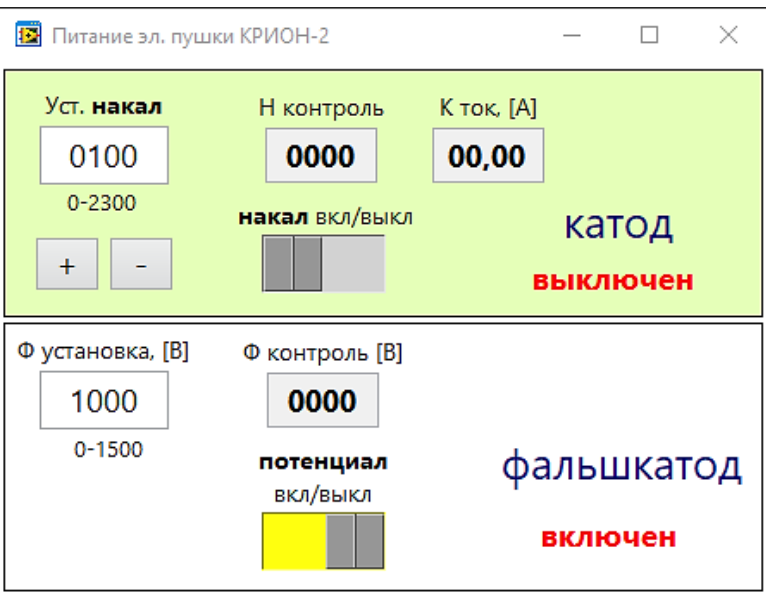 Питание эл. пушки КРИОН-2
Уст. накал
Н контроль
К ток, [А]
0100
0000
00,00
0-2300
накал вкл/выкл
+ -
катод
выключен
Ф установка, [В]
Ф контроль [В]
1000
0000
0-1500
потенциал
вкл/выкл
фальшкатод
включен